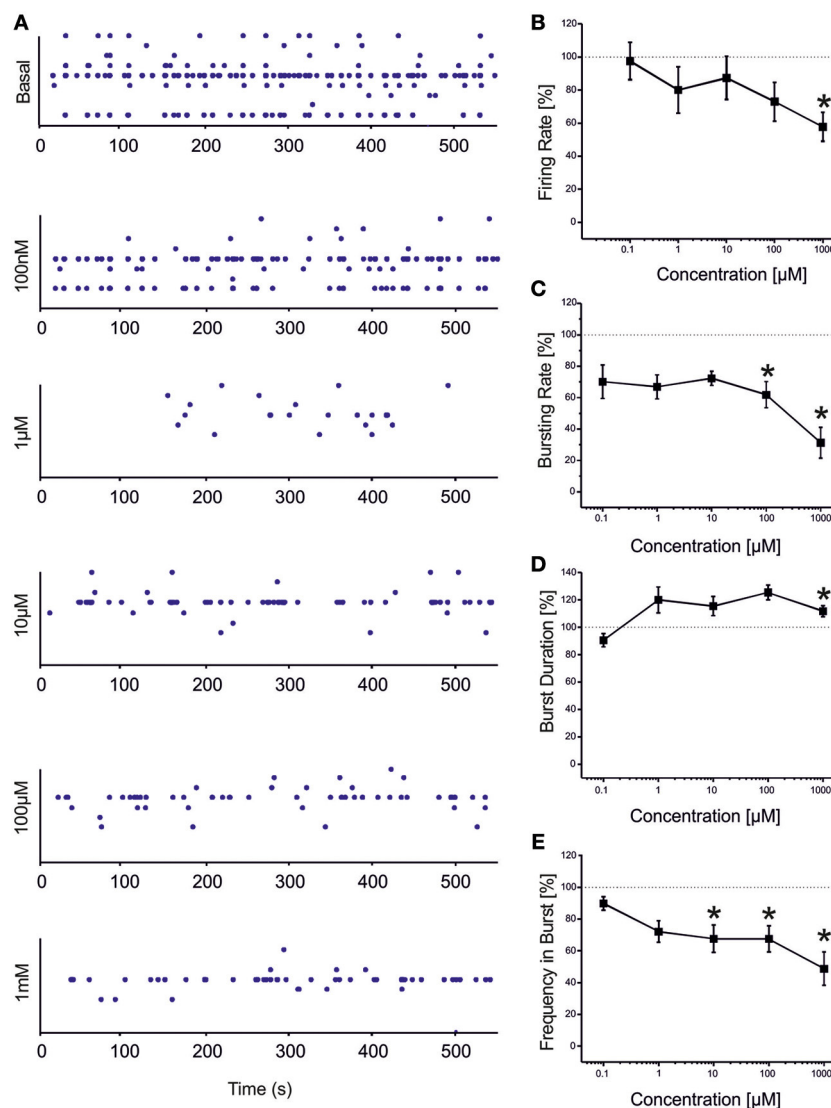 A
Basal
0 100 200 300 400 500
100nM
0 100 200 300 400 500
1µM
0 100 200 300 400 500
10µM
0 100 200 300 400 500
100µM
0 100 200 300 400 500
1mM
0 100 200 300 400 500
Time (s)
B
Firing Rate [%]
120
100
80
60
40
20
0
*
0.1 1 10 100 1000
Concentration [µM]
C
Bursting Rate [%]
120
100
80
60
40
20
0
* *
0.1 1 10 100 1000
Concentration [µM]
D
Burst Duration [%]
140
120
100
80
60
40
20
0
*
0.1 1 10 100 1000
Concentration [µM]
E
Frequency in Burst [%]
120
100
80
60
40
20
0
* * *
0.1 1 10 100 1000
Concentration [µM]